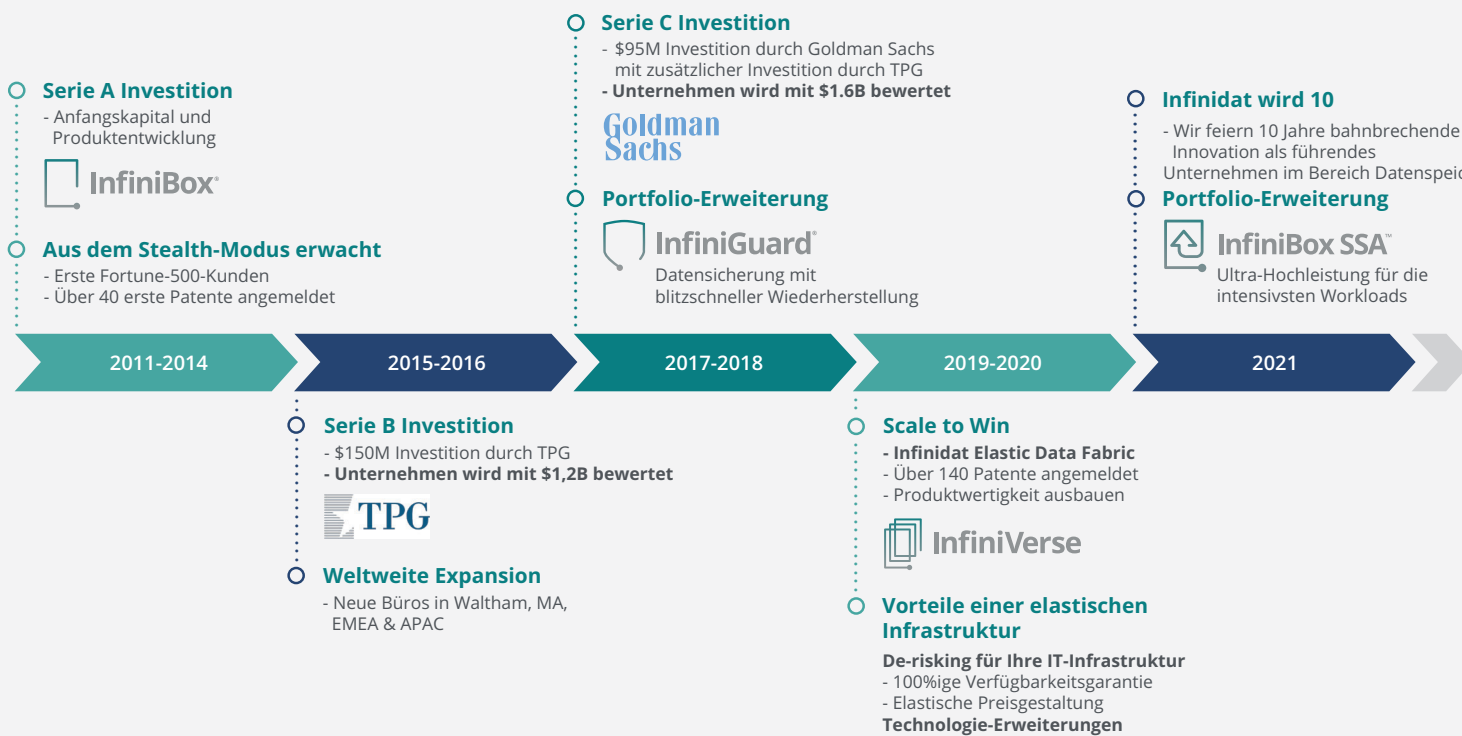 Serie A Investition
- Anfangskapital und
Produktentwicklung
InfiniBox®
Aus dem Stealth-Modus erwacht
- Erste Fortune-500-Kunden
- Über 40 erste Patente angemeldet
Serie C Investition
- $95M Investition durch Goldman Sachs
mit zusätzlicher Investition durch TPG
- Unternehmen wird mit $1.6B bewertet
Goldman
Sachs
Portfolio-Erweiterung
InfiniGuard®
Datensicherung mit
blitzschneller Wiederherstellung
Infinidat wird 10
- Wir feiern 10 Jahre bahnbrechende
Innovation als führendes
Unternehmen im Bereich Datenspeic
Portfolio-Erweiterung
InfiniBox SSA™
Ultra-Hochleistung für die
intensivsten Workloads
2011-2014
2015-2016
2017-2018
2019-2020
2021
Serie B Investition
- $150M Investition durch TPG
- Unternehmen wird mit $1,2B bewertet
TPG
Weltweite Expansion
- Neue Büros in Waltham, MA,
EMEA & APAC
Scale to Win
- Infinidat Elastic Data Fabric
- Über 140 Patente angemeldet
- Produktwertigkeit ausbauen
InfiniVerse
Vorteile einer elastischen
Infrastruktur
De-risking für Ihre IT-Infrastruktur
- 100%ige Verfügbarkeitsgarantie
- Elastische Preisgestaltung
Technologie-Erweiterungen